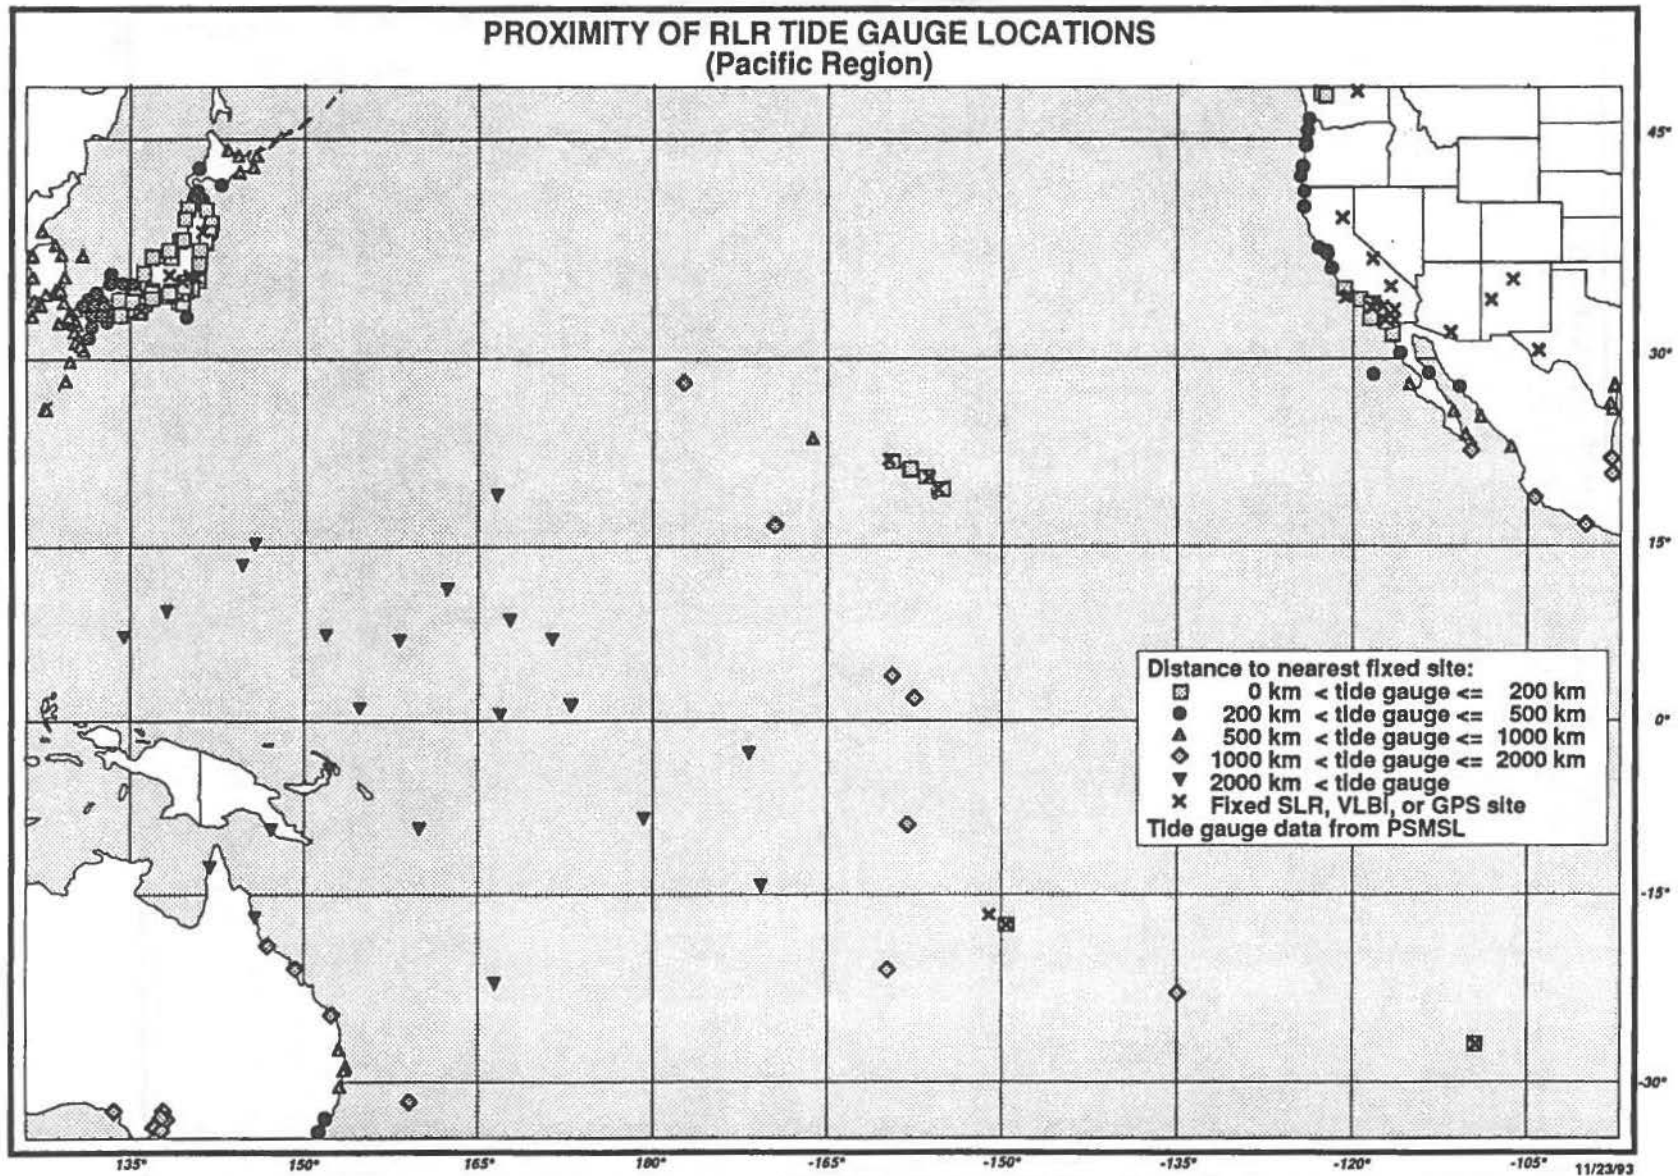 PROXIMITY OF RLR TIDE GAUGE LOCATIONS
(Pacific Region)
45°
30°
15°
Distance to nearest fixed site:
0 km < tide gauge <= 200 km
200 km < tide gauge <= 500 km
500 km < tide gauge <= 1000 km
1000 km < tide gauge <= 2000 km
2000 km < tide gauge
Fixed SLR, VLBI, or GPS site
Tide gauge data from PSMSL
0°
-15°
-30°
135° 150° 165° 180° -165° -150° -135° -120° -105°
11/23/93